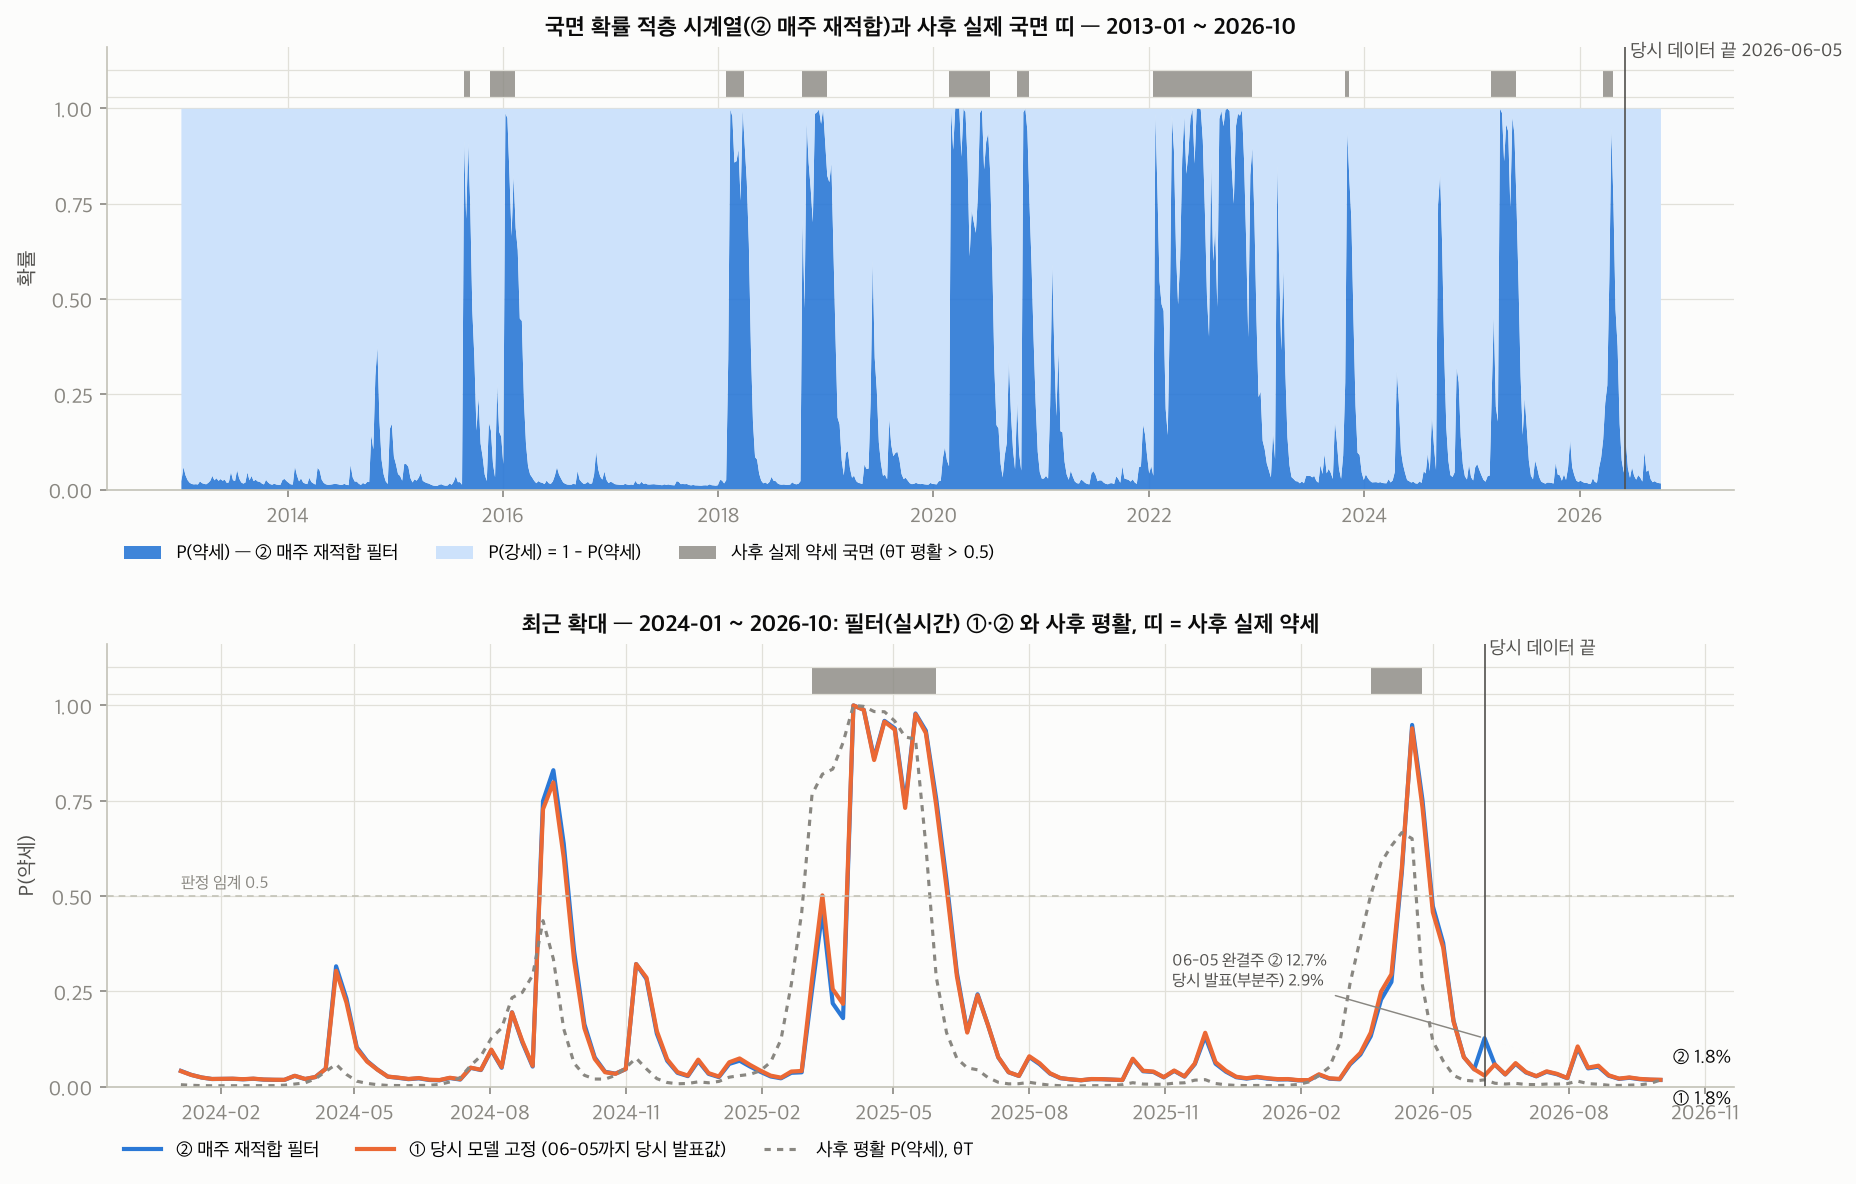 국면 확률 적층 시계열(② 매주 재적합)과 사후 실제 국면 띠 — 2013-01 ~ 2026-10
당시 데이터 끝 2026-06-05
1.00
0.75
0.50
0.25
0.00
확률
2014
2016
2018
2020
2022
2024
2026
P(약세) — ② 매주 재적합 필터
P(강세) = 1 - P(약세)
사후 실제 약세 국면 (θT 평활 > 0.5)
최근 확대 — 2024-01 ~ 2026-10: 필터(실시간) ①·② 와 사후 평활, 띠 = 사후 실제 약세
당시 데이터 끝
1.00
0.75
0.50
0.25
0.00
P(약세)
판정 임계 0.5
06-05 완결주 ② 12.7%
당시 발표(부분주) 2.9%
② 1.8%
① 1.8%
2024-02
2024-05
2024-08
2024-11
2025-02
2025-05
2025-08
2025-11
2026-02
2026-05
2026-08
2026-11
② 매주 재적합 필터
① 당시 모델 고정 (06-05까지 당시 발표값)
사후 평활 P(약세), θT